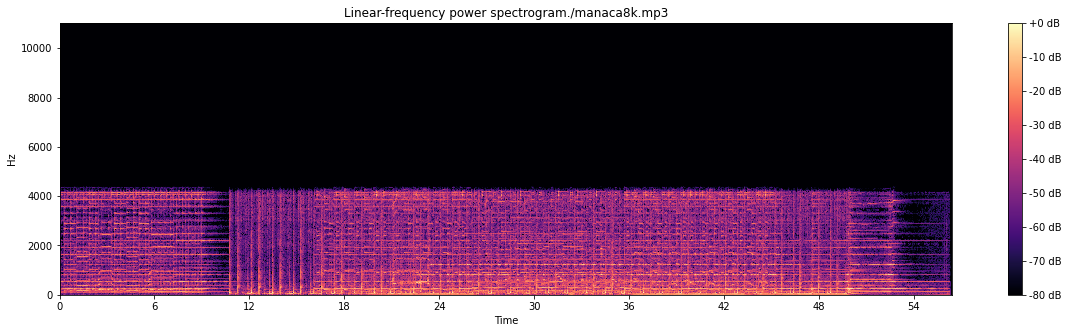 Linear-frequency power spectrogram./manaca8k.mp3
10000
8000
6000
4000
2000
0
Hz
0 6 12 18 24 30 36 42 48 54
Time
+0 dB
-10 dB
-20 dB
-30 dB
-40 dB
-50 dB
-60 dB
-70 dB
-80 dB